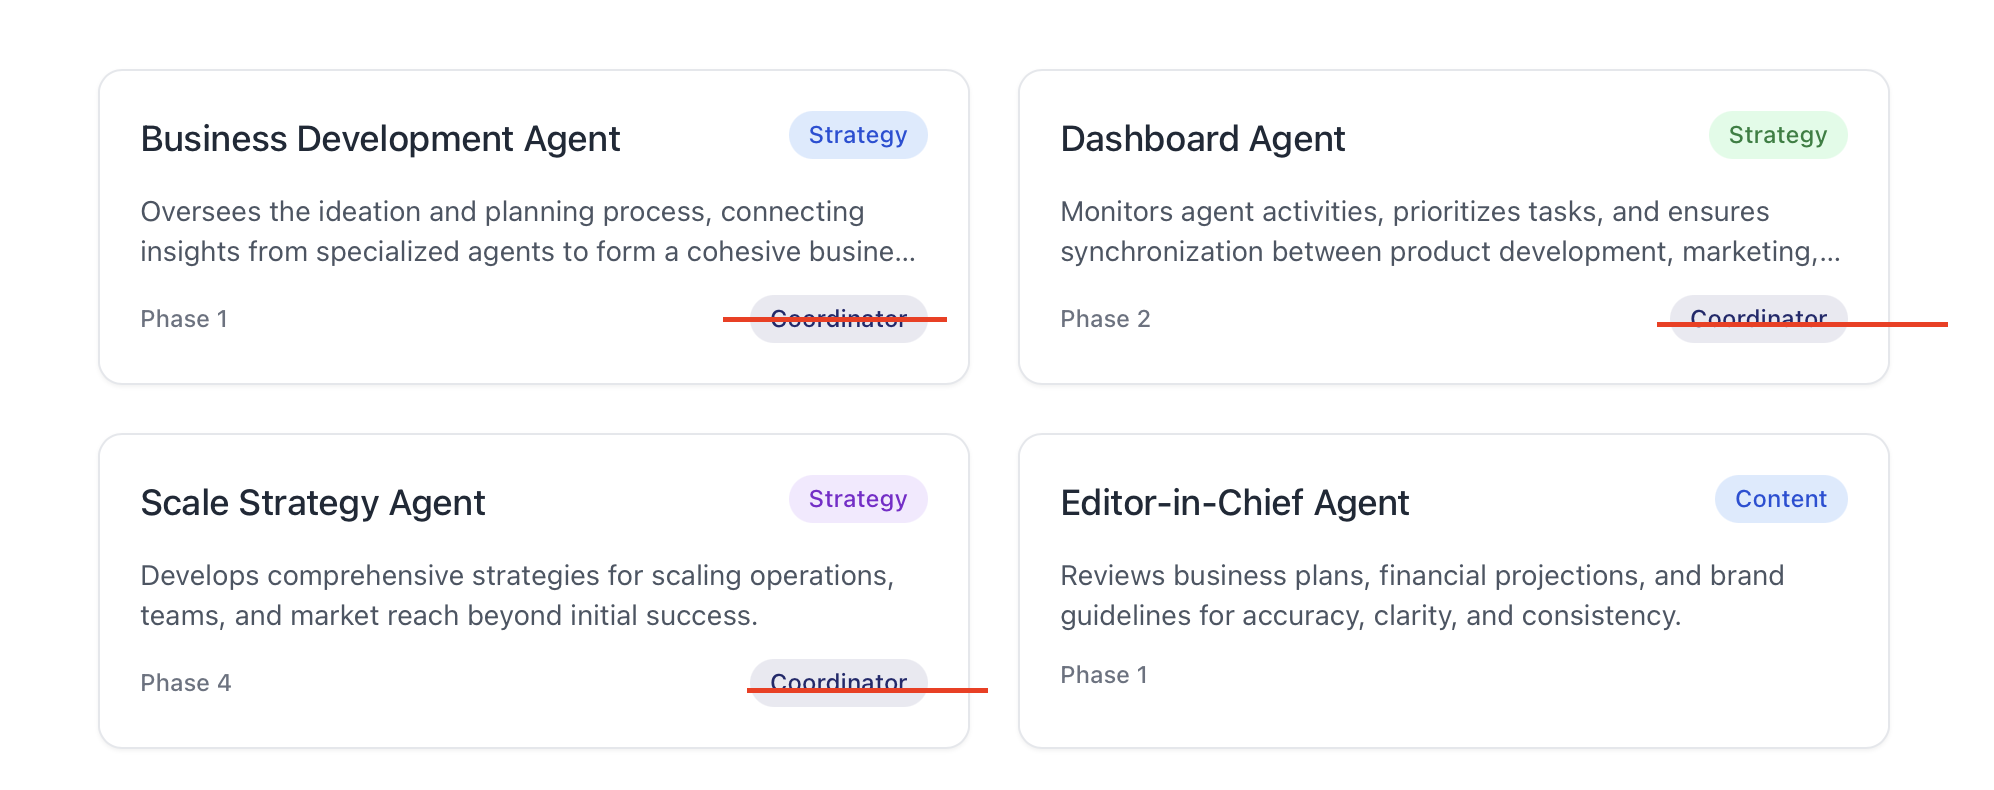 Business Development Agent
Strategy
Oversees the ideation and planning process, connecting
insights from specialized agents to form a cohesive busine...
Phase 1
Coordinator
Dashboard Agent
Strategy
Monitors agent activities, prioritizes tasks, and ensures
synchronization between product development, marketing,...
Phase 2
Coordinator
Scale Strategy Agent
Strategy
Develops comprehensive strategies for scaling operations,
teams, and market reach beyond initial success.
Phase 4
Coordinator
Editor-in-Chief Agent
Content
Reviews business plans, financial projections, and brand
guidelines for accuracy, clarity, and consistency.
Phase 1